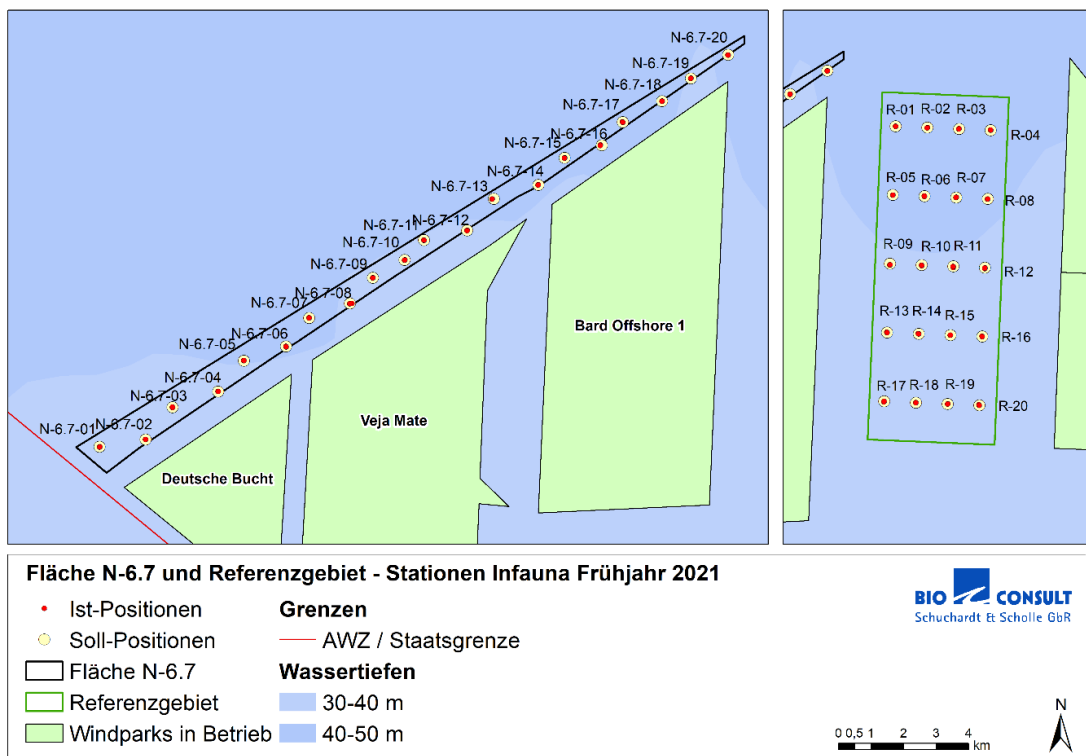 N-6.7-20
N-6.7-19
N-6.7-18
N-6.7-17
N-6.7-16
N-6.7-15
N-6.7-14
N-6.7-13
N-6.7-12
N-6.7-11
N-6.7-10
N-6.7-09
N-6.7-08
N-6.7-07
N-6.7-06
N-6.7-05
N-6.7-04
N-6.7-03
N-6.7-02
N-6.7-01
Bard Offshore 1
Veja Mate
Deutsche Bucht
R-01 R-02 R-03 R-04
R-05 R-06 R-07 R-08
R-09 R-10 R-11 R-12
R-13 R-14 R-15 R-16
R-17 R-18 R-19 R-20
Fläche N-6.7 und Referenzgebiet - Stationen Infauna Frühjahr 2021
Ist-Positionen
Soll-Positionen
Fläche N-6.7
Referenzgebiet
Windparks in Betrieb
Grenzen
AWZ / Staatsgrenze
Wassertiefen
30-40 m
40-50 m
BIO CONSULT
Schuchardt & Scholle GbR
N
0 0,5 1 2 3 4
km